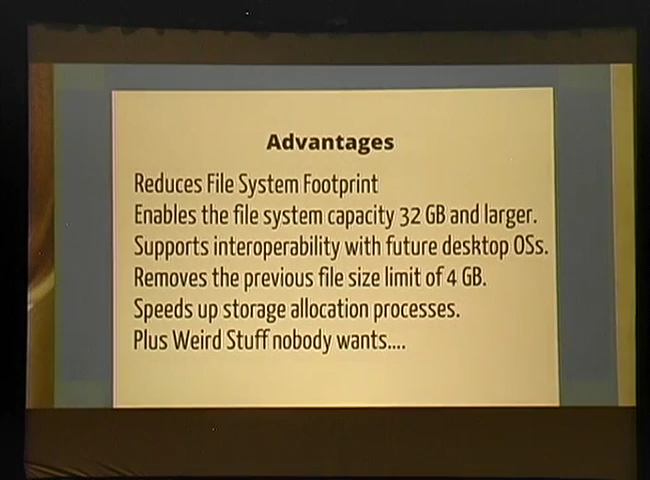 Advantages
Reduces File System Footprint
Enables the file system capacity 32 GB and larger.
Supports interoperability with future desktop OSs.
Removes the previous file size limit of 4 GB.
Speeds up storage allocation processes.
Plus Weird Stuff nobody wants....